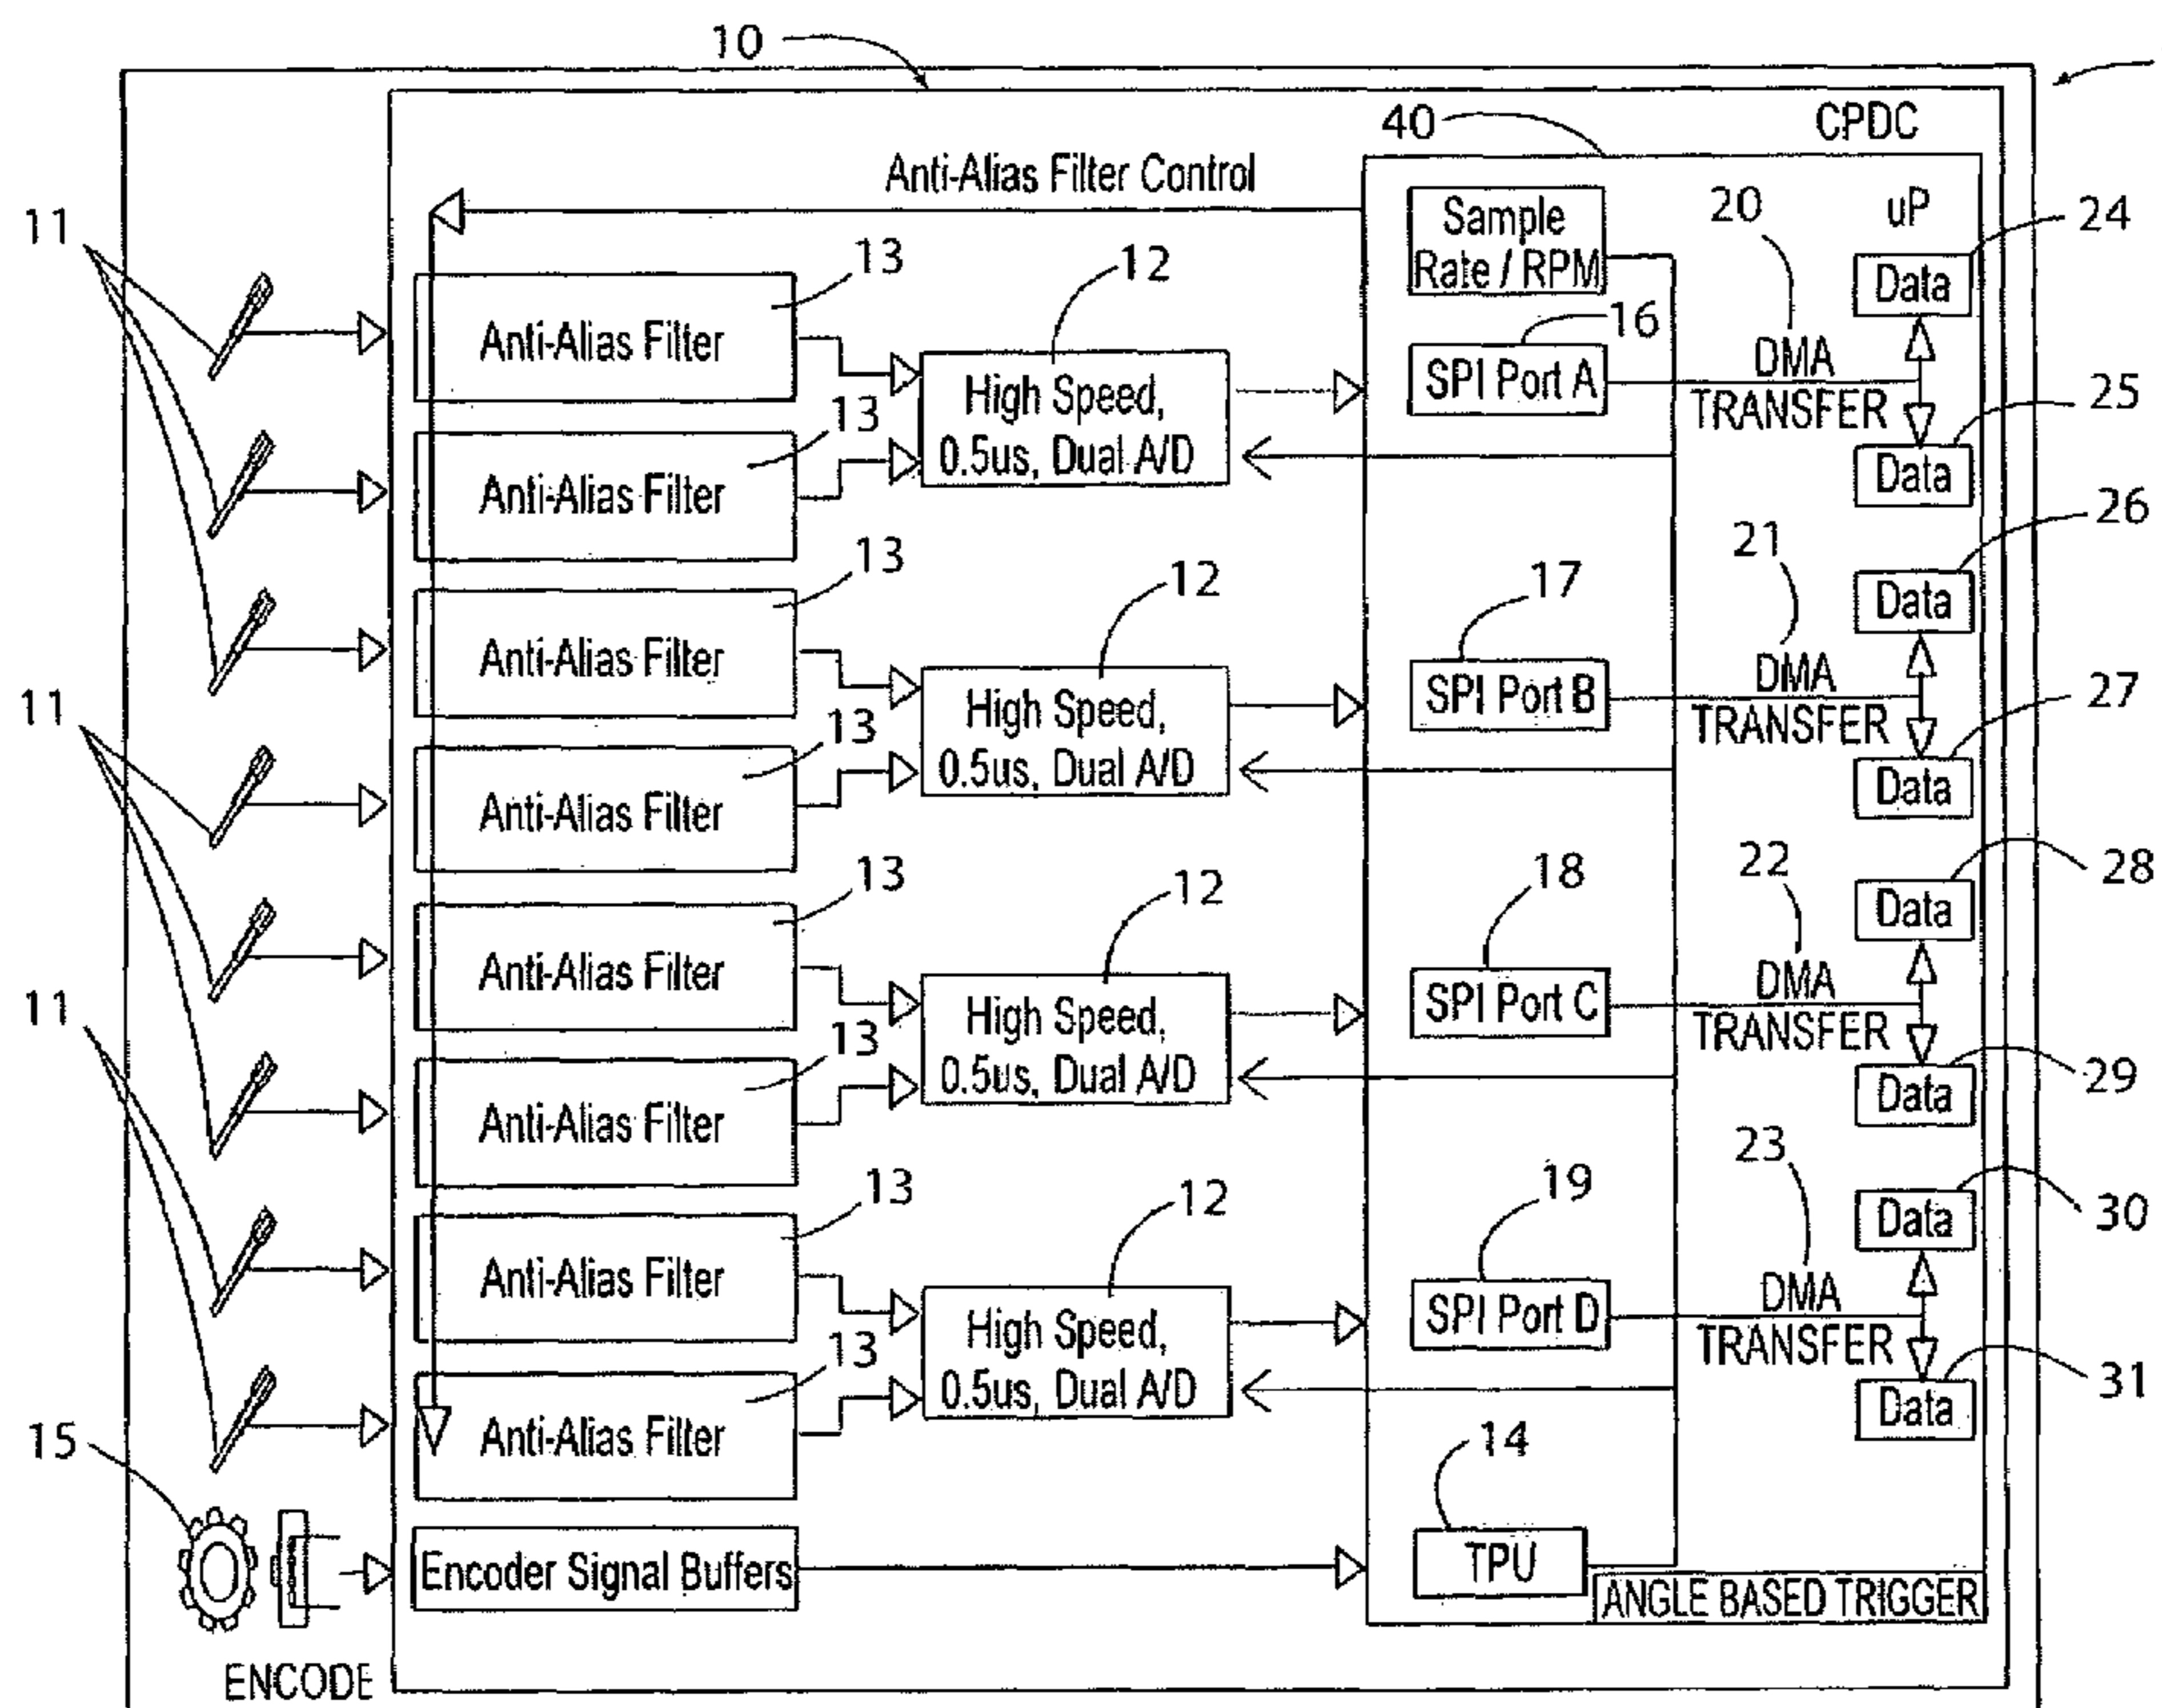 10
CPDC
40
Anti-Alias Filter Control
Sample
Rate / RPM
20
uP
24
11
13
12
Data
Anti-Alias Filter
16
DMA
High Speed,
0.5us, Dual A/D
SPI Port A
TRANSFER
25
13
Data
Anti-Alias Filter
26
21
13
12
17
Data
Anti-Alias Filter
DMA
High Speed,
0.5us, Dual A/D
SPI Port B
TRANSFER
27
11
13
Data
Anti-Alias Filter
28
22
13
12
18
Data
Anti-Alias Filter
DMA
High Speed,
0.5us, Dual A/D
SPI Port C
TRANSFER
29
11
13
Data
Anti-Alias Filter
23
13
12
19
30
Data
Anti-Alias Filter
DMA
High Speed,
0.5us, Dual A/D
SPI Port D
TRANSFER
31
13
Data
Anti-Alias Filter
15
14
Encoder Signal Buffers
TPU
ANGLE BASED TRIGGER
ENCODE